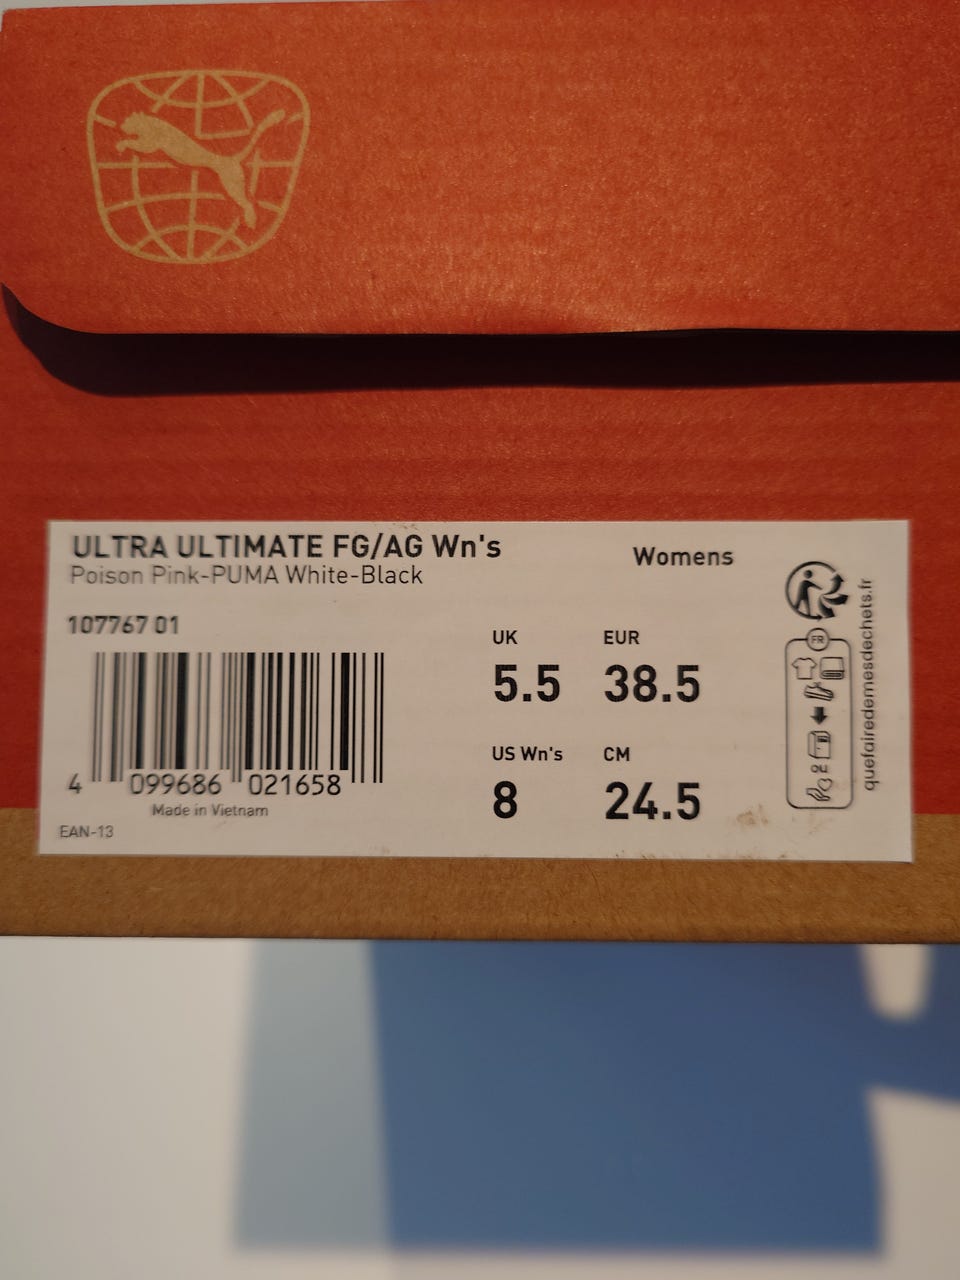 ULTRA ULTIMATE FG/AG Wn's
Poison Pink-PUMA White-Black
Womens
107767 01
UK
5.5
EUR
38.5
US Wn's
8
CM
24.5
4 099686 021658
Made in Vietnam
EAN-13
FR
OU
quefairedemesdechets.fr